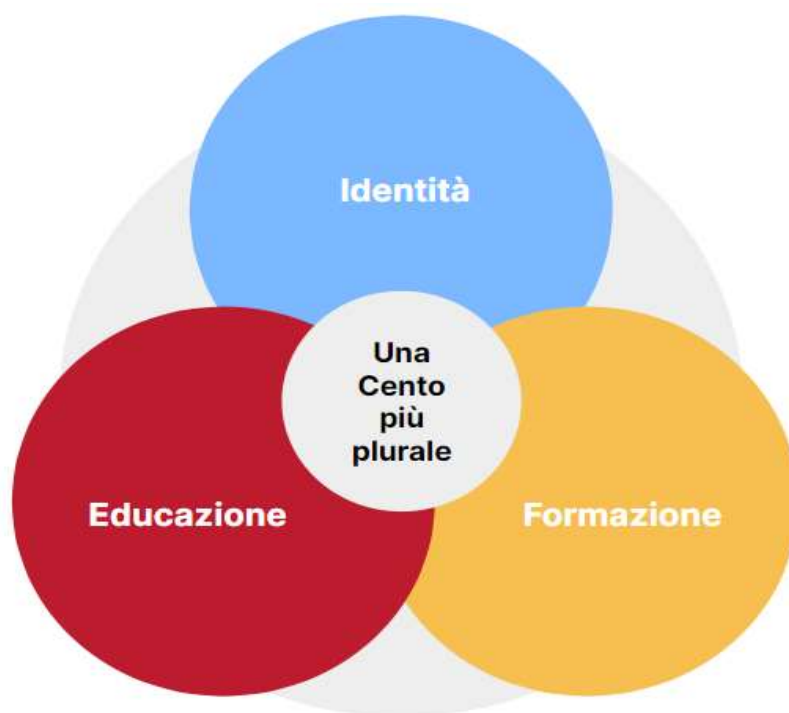 Identità
Una
Cento
più
plurale
Educazione
Formazione